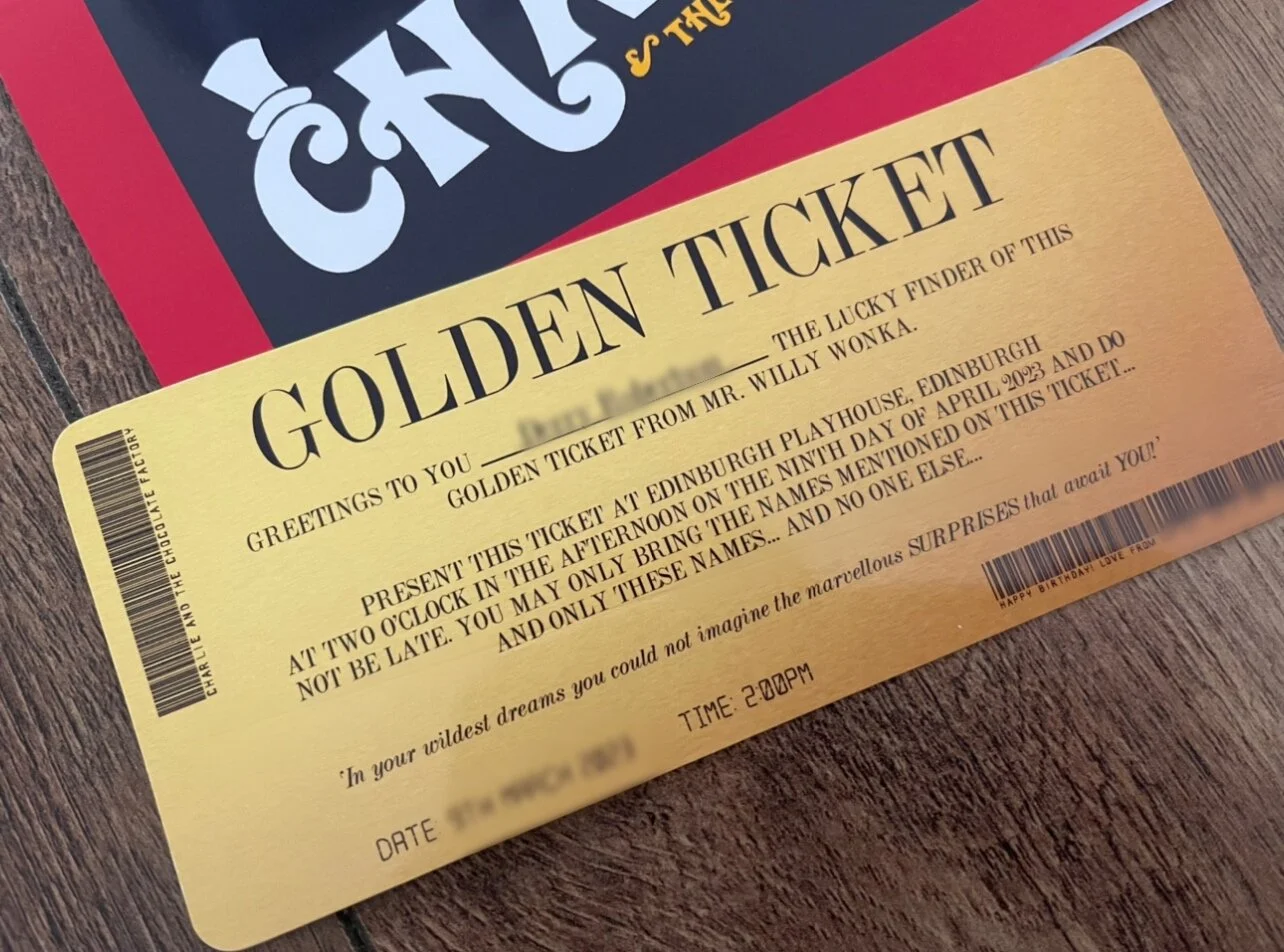 CHA
& THE
GOLDEN TICKET
GREETINGS TO YOU THE LUCKY FINDER OF THIS
GOLDEN TICKET FROM MR. WILLY WONKA.
PRESENT THIS TICKET AT EDINBURGH PLAYHOUSE, EDINBURGH
AT TWO O'CLOCK IN THE AFTERNOON ON THE NINTH DAY OF APRIL 2023 AND DO
NOT BE LATE. YOU MAY ONLY BRING THE NAMES MENTIONED ON THIS TICKET...
AND ONLY THESE NAMES... AND NO ONE ELSE...
'In your wildest dreams you could not imagine the marvellous SURPRISES that await YOU!'
DATE: TIME: 2:00PM
CHARLIE AND THE CHOCOLATE FACTORY
HAPPY BIRTHDAY! LOVE FROM